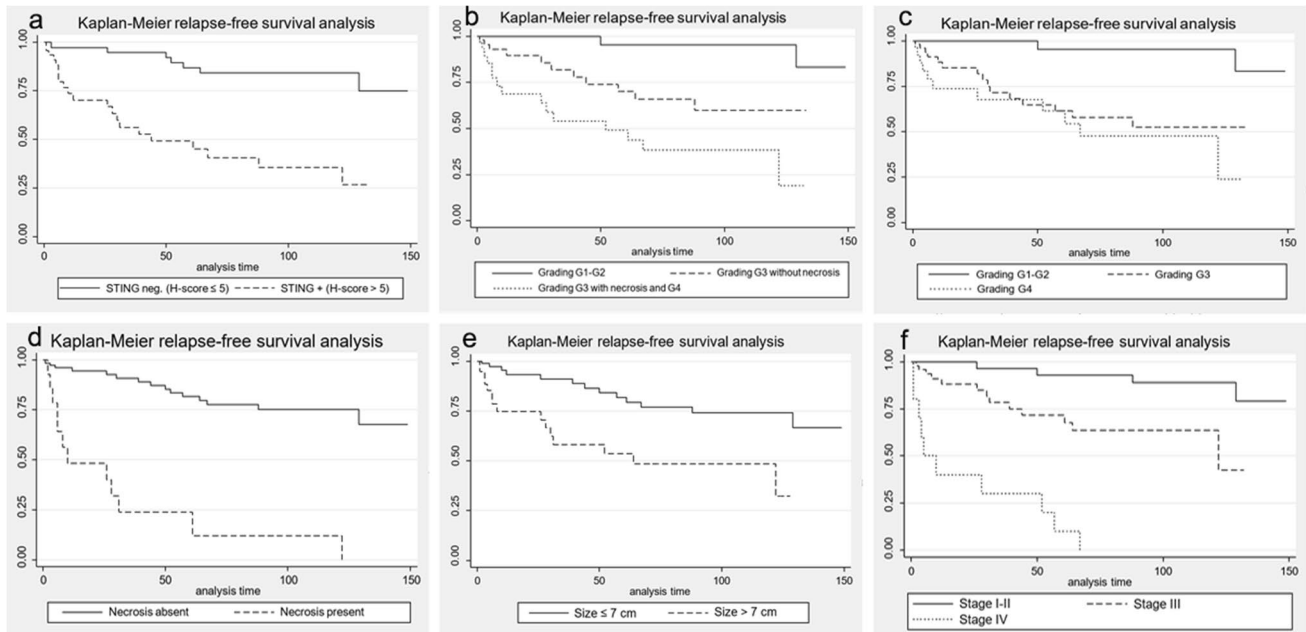 a
Kaplan-Meier relapse-free survival analysis
1.00
0.75
0.50
0.25
0.00
0 50 100 150
analysis time
STING neg. (H-score ≤ 5) STING + (H-score > 5)
b
Kaplan-Meier relapse-free survival analysis
1.00
0.75
0.50
0.25
0.00
0 50 100 150
analysis time
Grading G1-G2 Grading G3 without necrosis
Grading G3 with necrosis and G4
c
Kaplan-Meier relapse-free survival analysis
1.00
0.75
0.50
0.25
0.00
0 50 100 150
analysis time
Grading G1-G2 Grading G3
Grading G4
d
Kaplan-Meier relapse-free survival analysis
1.00
0.75
0.50
0.25
0.00
0 50 100 150
analysis time
Necrosis absent Necrosis present
e
Kaplan-Meier relapse-free survival analysis
1.00
0.75
0.50
0.25
0.00
0 50 100 150
analysis time
Size ≤ 7 cm Size > 7 cm
f
Kaplan-Meier relapse-free survival analysis
1.00
0.75
0.50
0.25
0.00
0 50 100 150
analysis time
Stage I-II Stage III
Stage IV